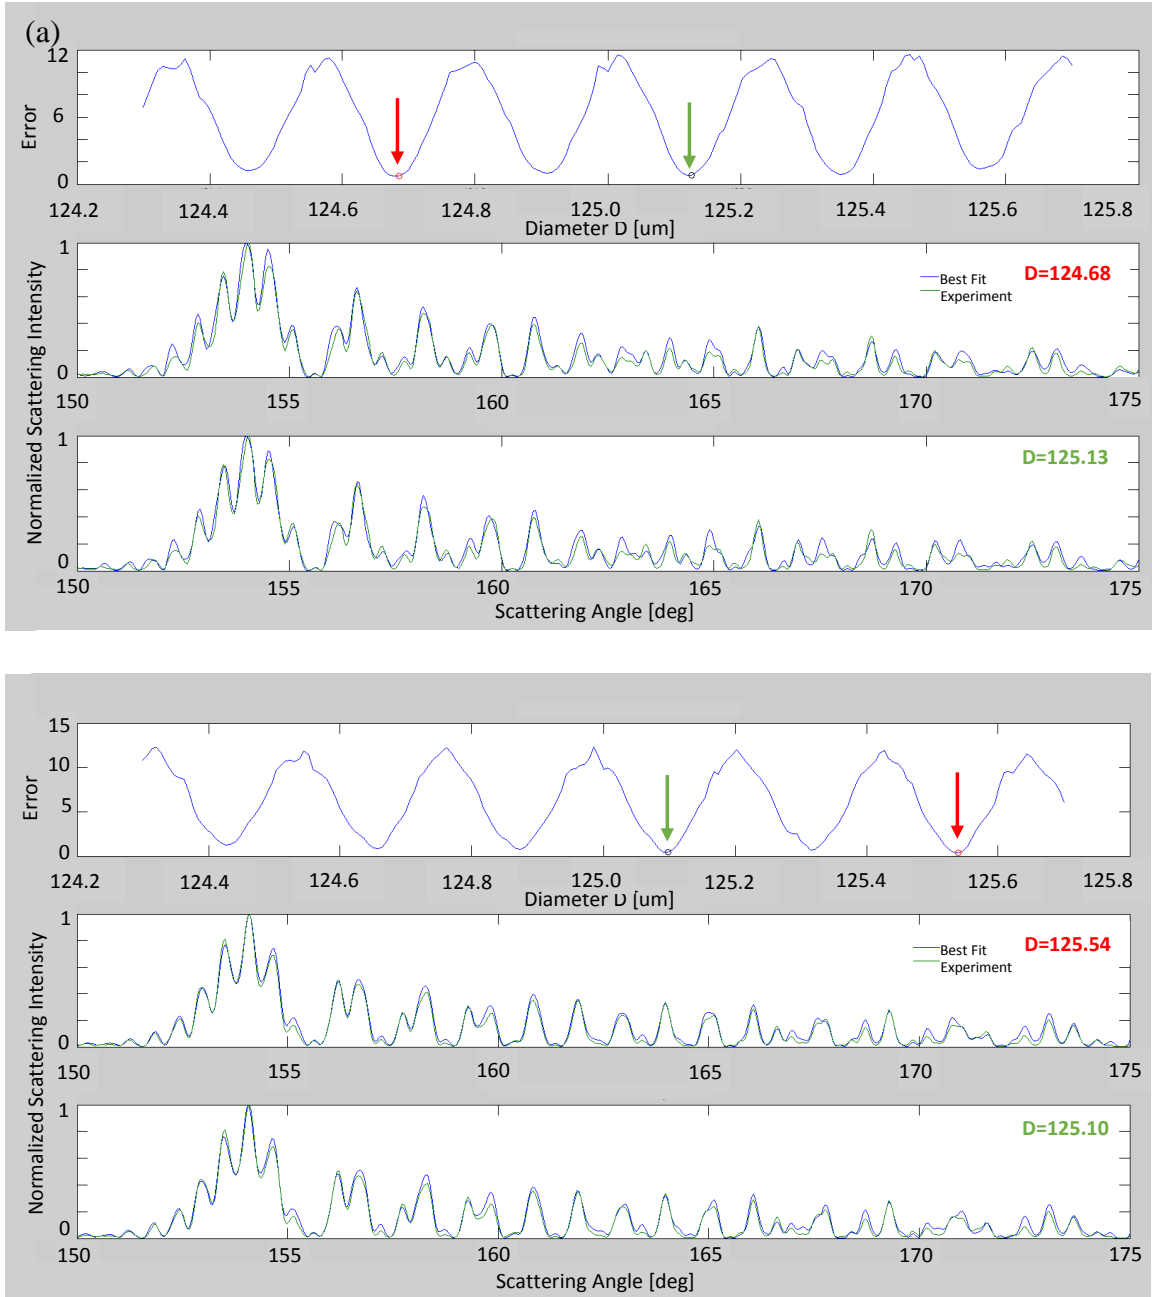 (a)
12
6
0
Error
124.2 124.4 124.6 124.8 125.0 125.2 125.4 125.6 125.8
Diameter D [um]
1
0
Best Fit
Experiment
D=124.68
150 155 160 165 170 175
Normalized Scattering Intensity
1
0
D=125.13
150 155 160 165 170 175
Scattering Angle [deg]
15
10
5
0
Error
124.2 124.4 124.6 124.8 125.0 125.2 125.4 125.6 125.8
Diameter D [um]
1
0
Best Fit
Experiment
D=125.54
150 155 160 165 170 175
Normalized Scattering Intensity
1
0
D=125.10
150 155 160 165 170 175
Scattering Angle [deg]